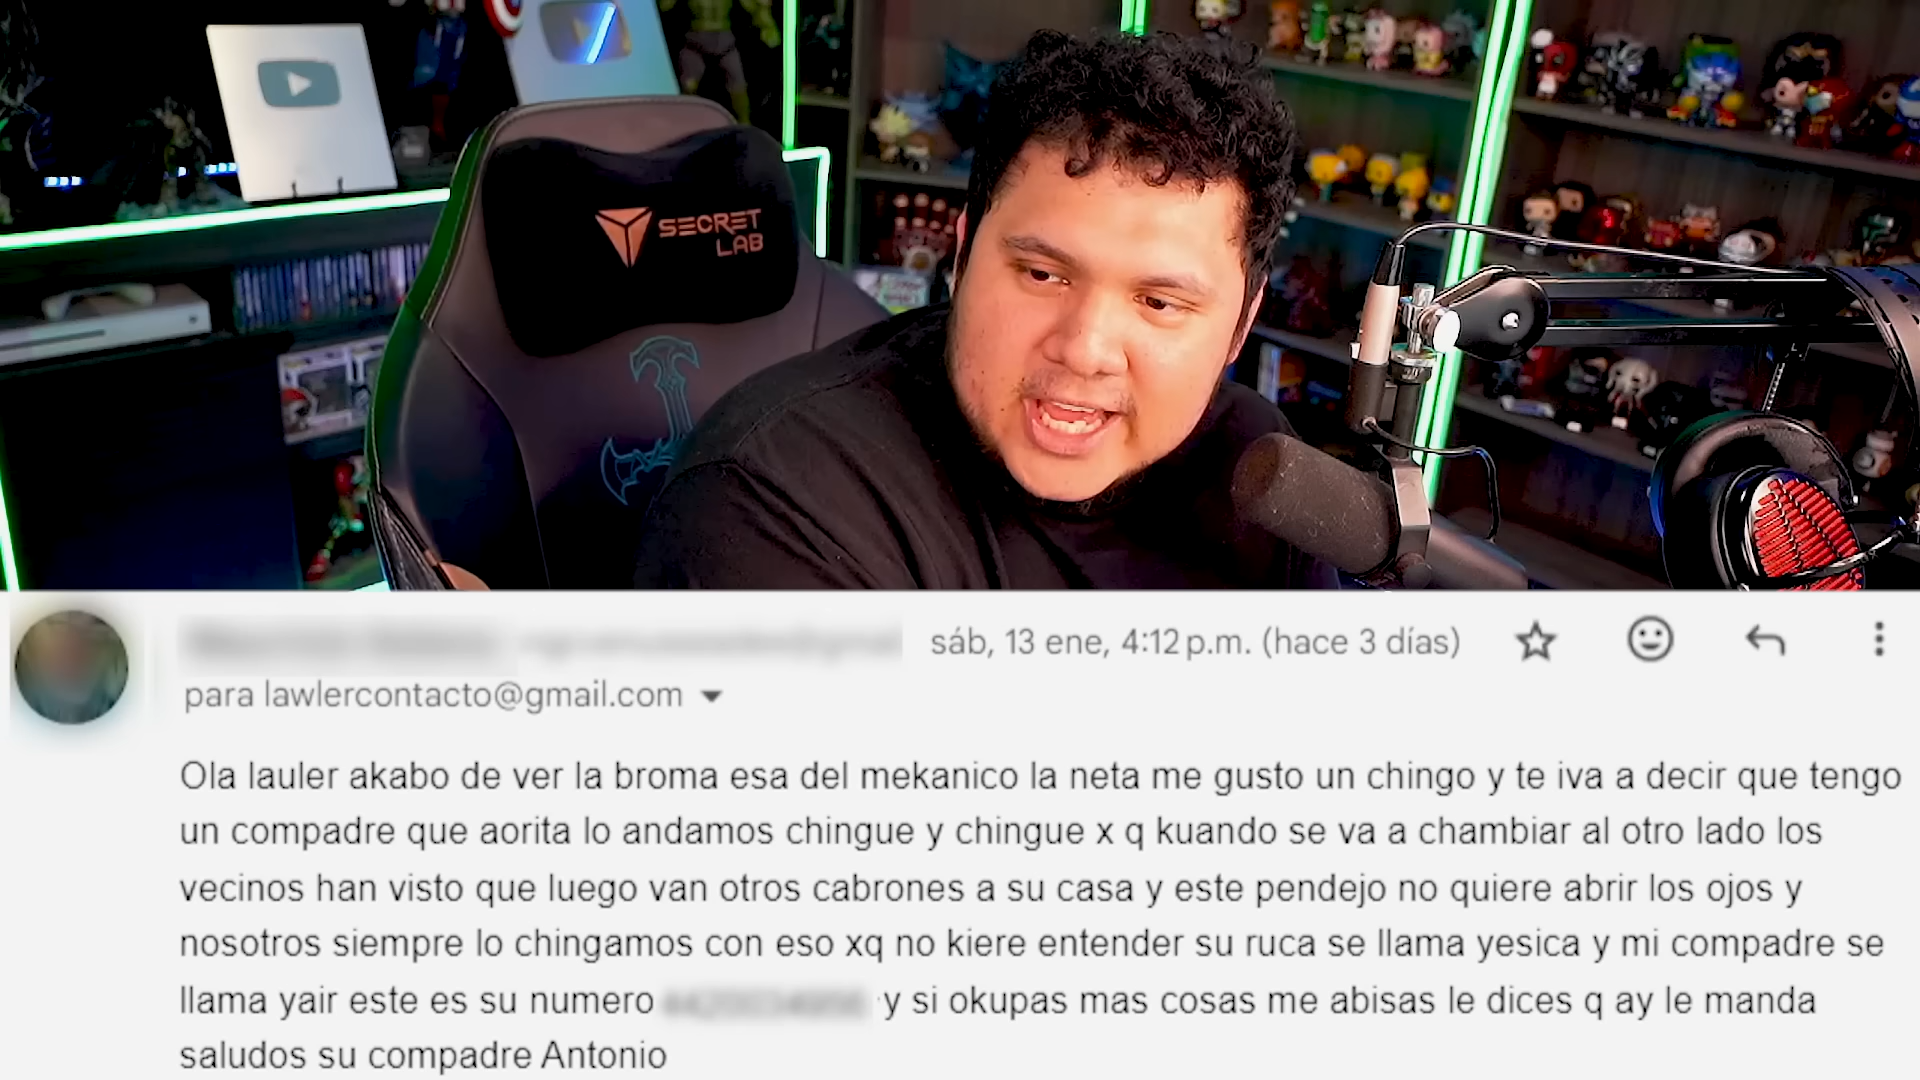 SECRET
LAB
sáb, 13 ene, 4:12 p.m. (hace 3 días)
para lawlercontacto@gmail.com
Ola lauler akabo de ver la broma esa del mekanico la neta me gusto un chingo y te iva a decir que tengo
un compadre que aorita lo andamos chingue y chingue x q kuando se va a chambiar al otro lado los
vecinos han visto que luego van otros cabrones a su casa y este pendejo no quiere abrir los ojos y
nosotros siempre lo chingamos con eso xq no kiere entender su ruca se llama yesica y mi compadre se
llama yair este es su numero y si okupas mas cosas me abisas le dices q ay le manda
saludos su compadre Antonio